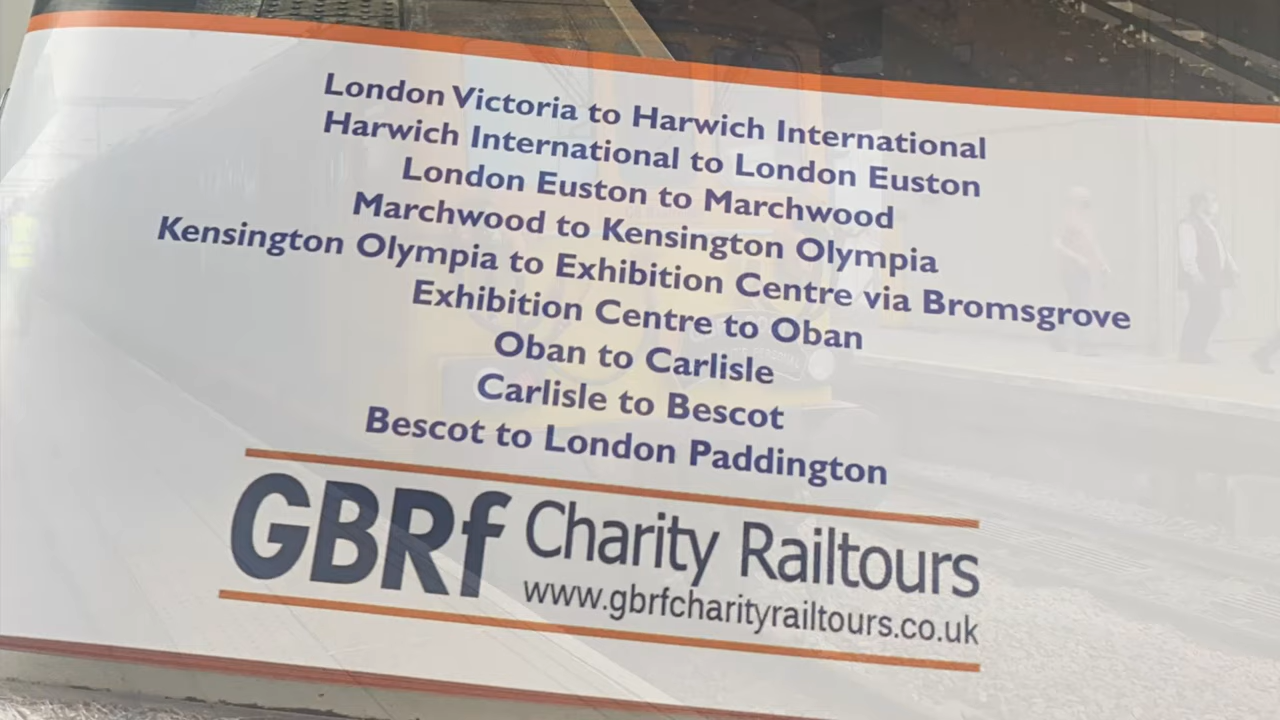 London Victoria to Harwich International
Harwich International to London Euston
London Euston to Marchwood
Marchwood to Kensington Olympia
Kensington Olympia to Exhibition Centre via Bromsgrove
Exhibition Centre to Oban
Oban to Carlisle
Carlisle to Bescot
Bescot to London Paddington
GBRf Charity Railtours
www.gbrfcharityrailtours.co.uk